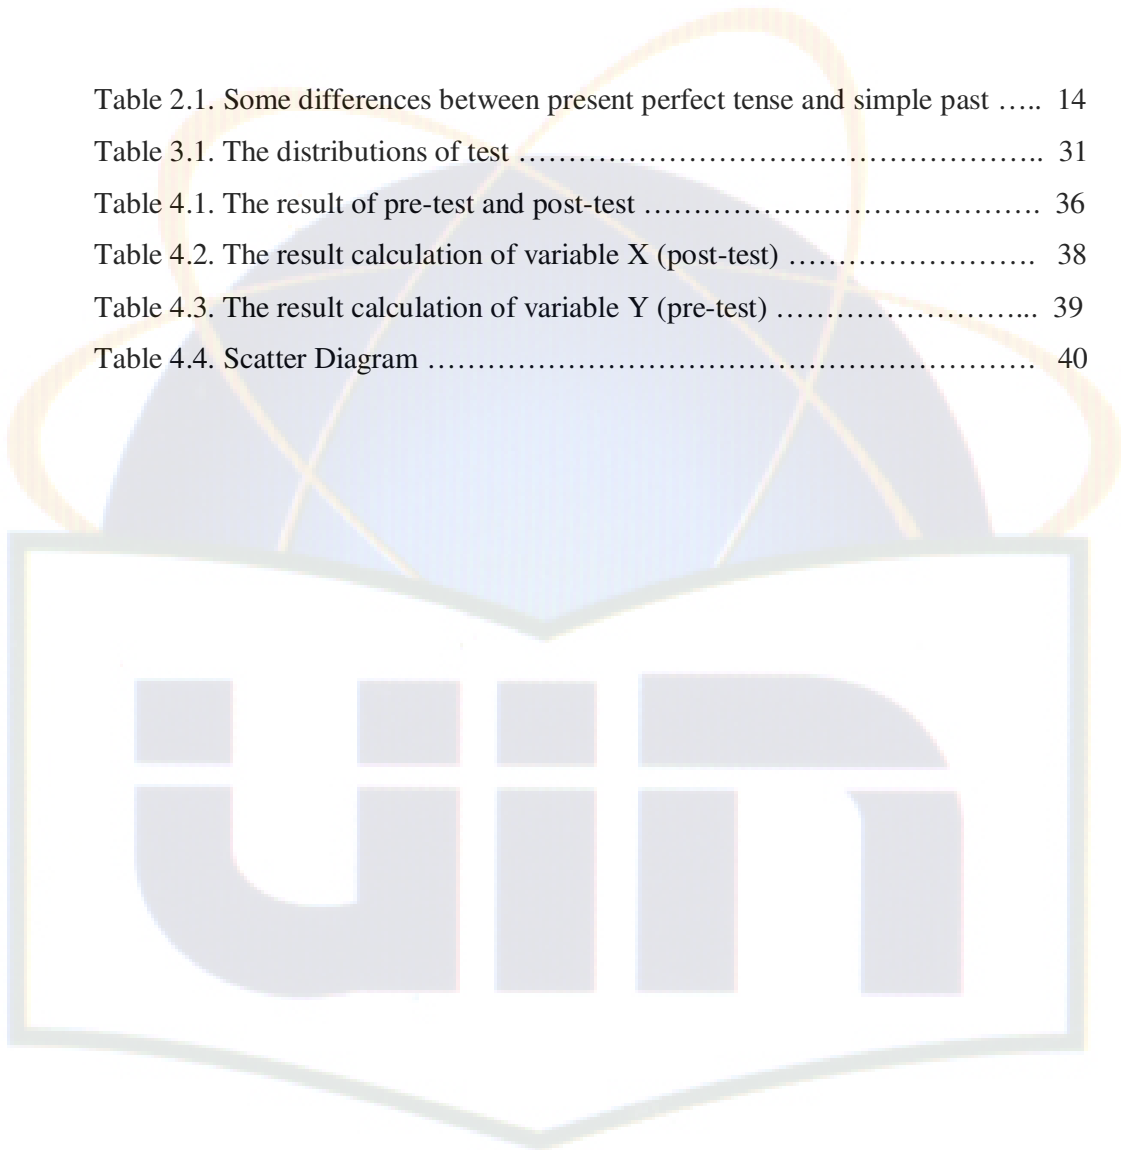 Table 2.1. Some differences between present perfect tense and simple past ….. 14
Table 3.1. The distributions of test …………………………………………….. 31
Table 4.1. The result of pre-test and post-test …………………………………. 36
Table 4.2. The result calculation of variable X (post-test) ……………………. 38
Table 4.3. The result calculation of variable Y (pre-test) ……………………... 39
Table 4.4. Scatter Diagram ……………………………………………………. 40
uin